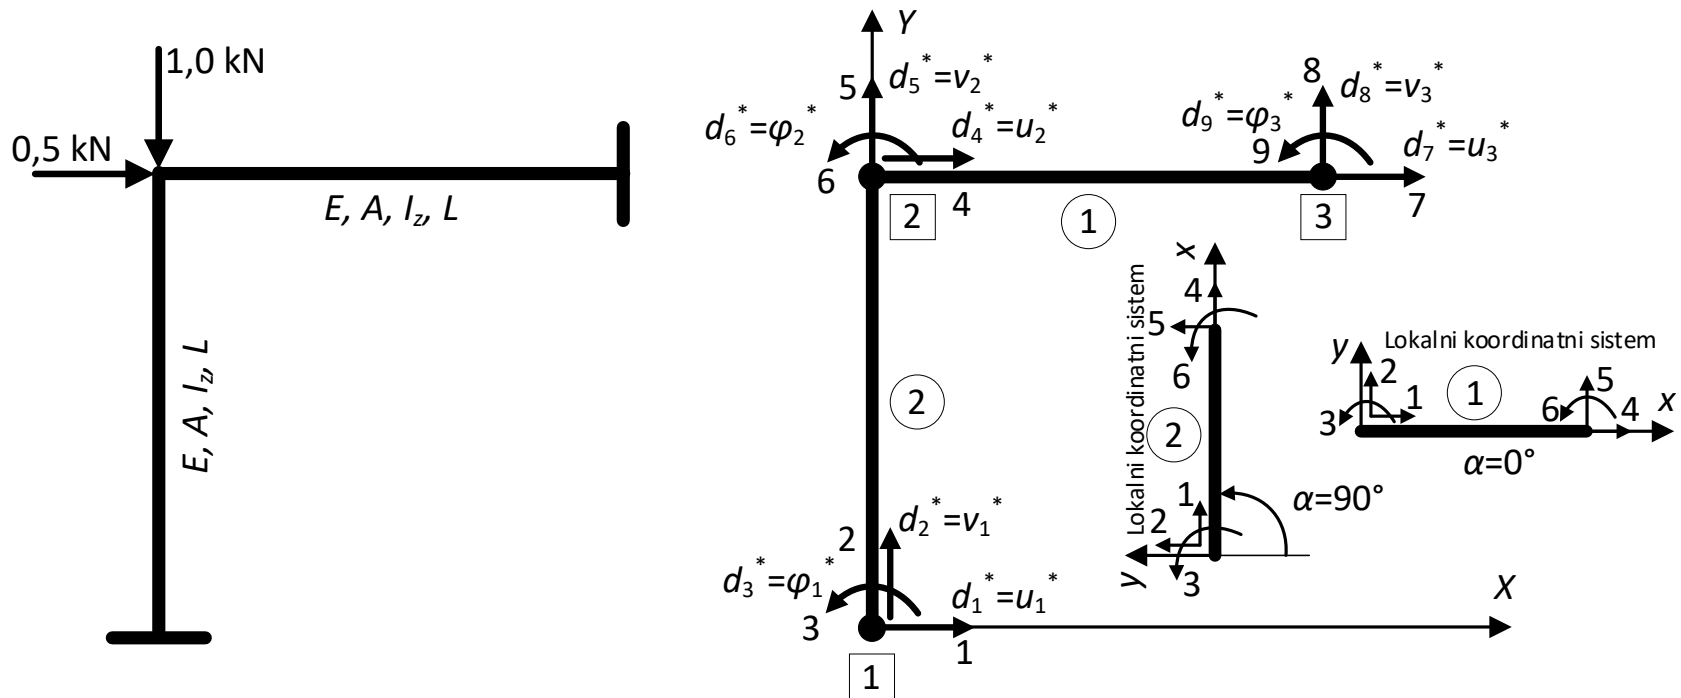 1,0 kN
0,5 kN
E, A, I_z, L
E, A, I_z, L
Y
5
d_5^*=v_2^*
d_6^*=φ_2^*
d_4^*=u_2^*
6
4
2
1
8
d_8^*=v_3^*
d_9^*=φ_3^*
9
d_7^*=u_3^*
7
3
2
2
d_2^*=v_1^*
d_3^*=φ_1^*
d_1^*=u_1^*
3
1
1
X
Lokalni koordinatni sistem
x
4
5
6
2
1
2
3
y
α=90°
Lokalni koordinatni sistem
y
2
1
3
1
5
6
4
x
α=0°